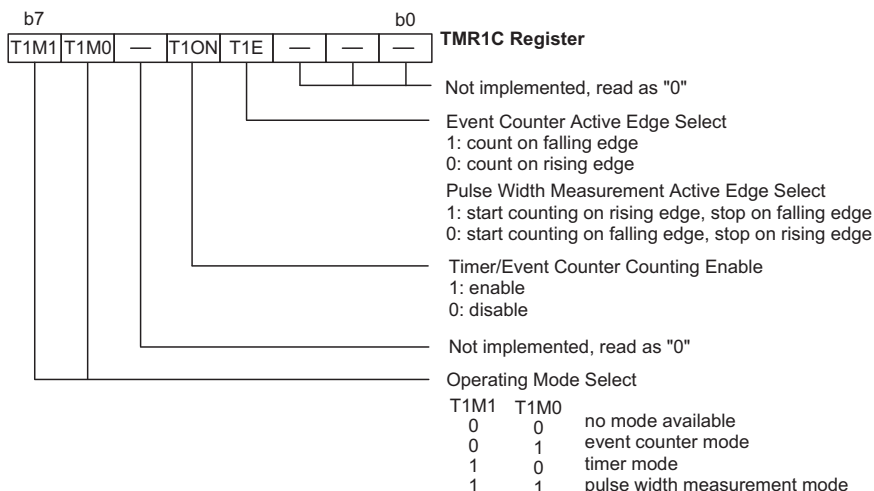 b7 b0
T1M1 T1M0 — T1ON T1E — — —
TMR1C Register
Not implemented, read as "0"
Event Counter Active Edge Select
1: count on falling edge
0: count on rising edge
Pulse Width Measurement Active Edge Select
1: start counting on rising edge, stop on falling edge
0: start counting on falling edge, stop on rising edge
Timer/Event Counter Counting Enable
1: enable
0: disable
Not implemented, read as "0"
Operating Mode Select
T1M1 T1M0
0 0 no mode available
0 1 event counter mode
1 0 timer mode
1 1 pulse width measurement mode